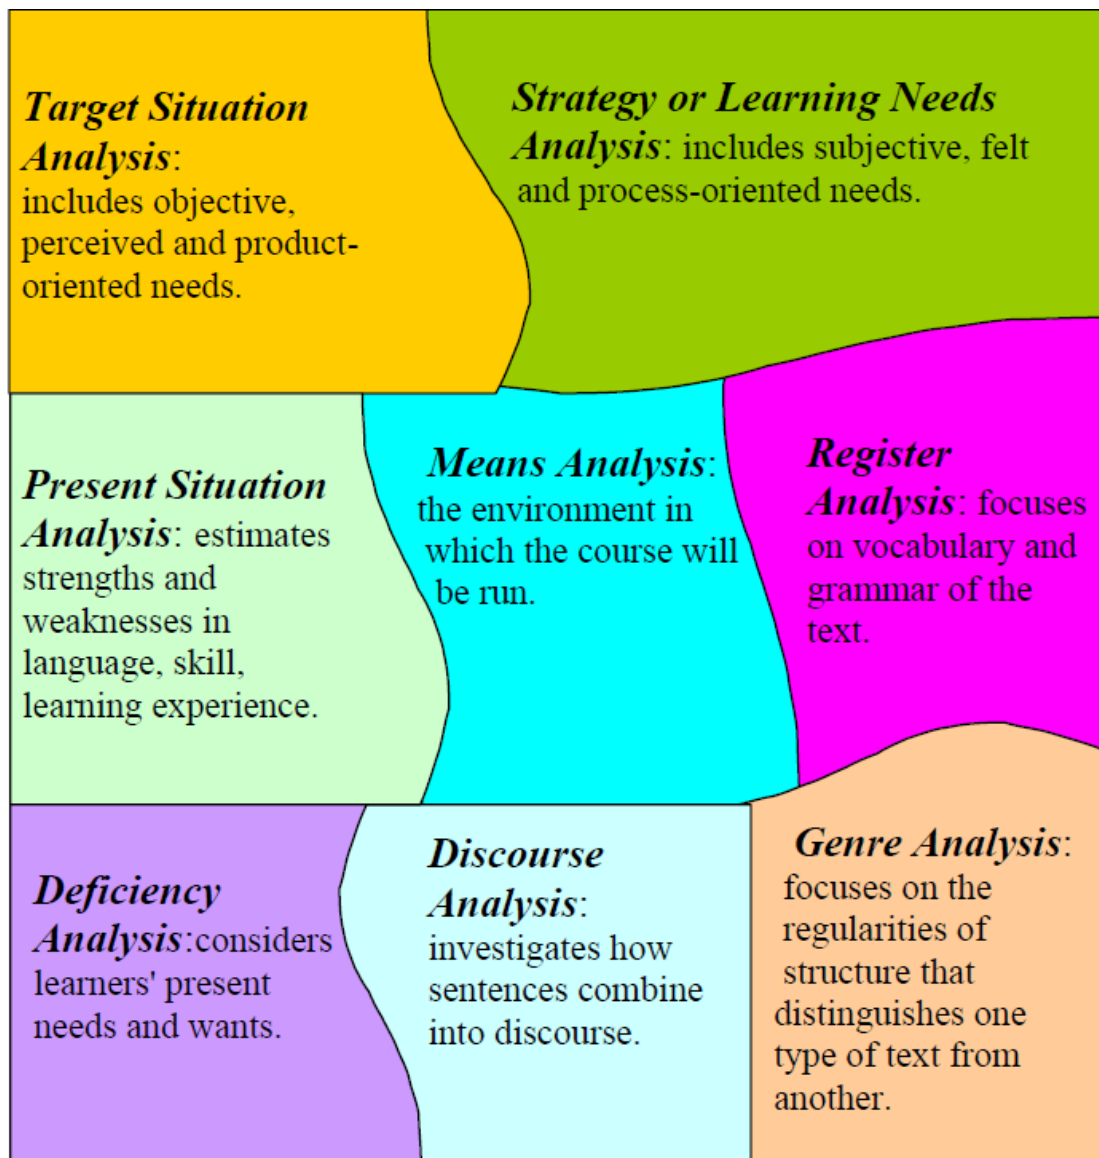 Target Situation
Analysis:
includes objective,
perceived and product-
oriented needs.
Strategy or Learning Needs
Analysis: includes subjective, felt
and process-oriented needs.
Present Situation
Analysis: estimates
strengths and
weaknesses in
language, skill,
learning experience.
Means Analysis:
the environment in
which the course will
be run.
Register
Analysis: focuses
on vocabulary and
grammar of the
text.
Deficiency
Analysis:considers
learners' present
needs and wants.
Discourse
Analysis:
investigates how
sentences combine
into discourse.
Genre Analysis:
focuses on the
regularities of
structure that
distinguishes one
type of text from
another.